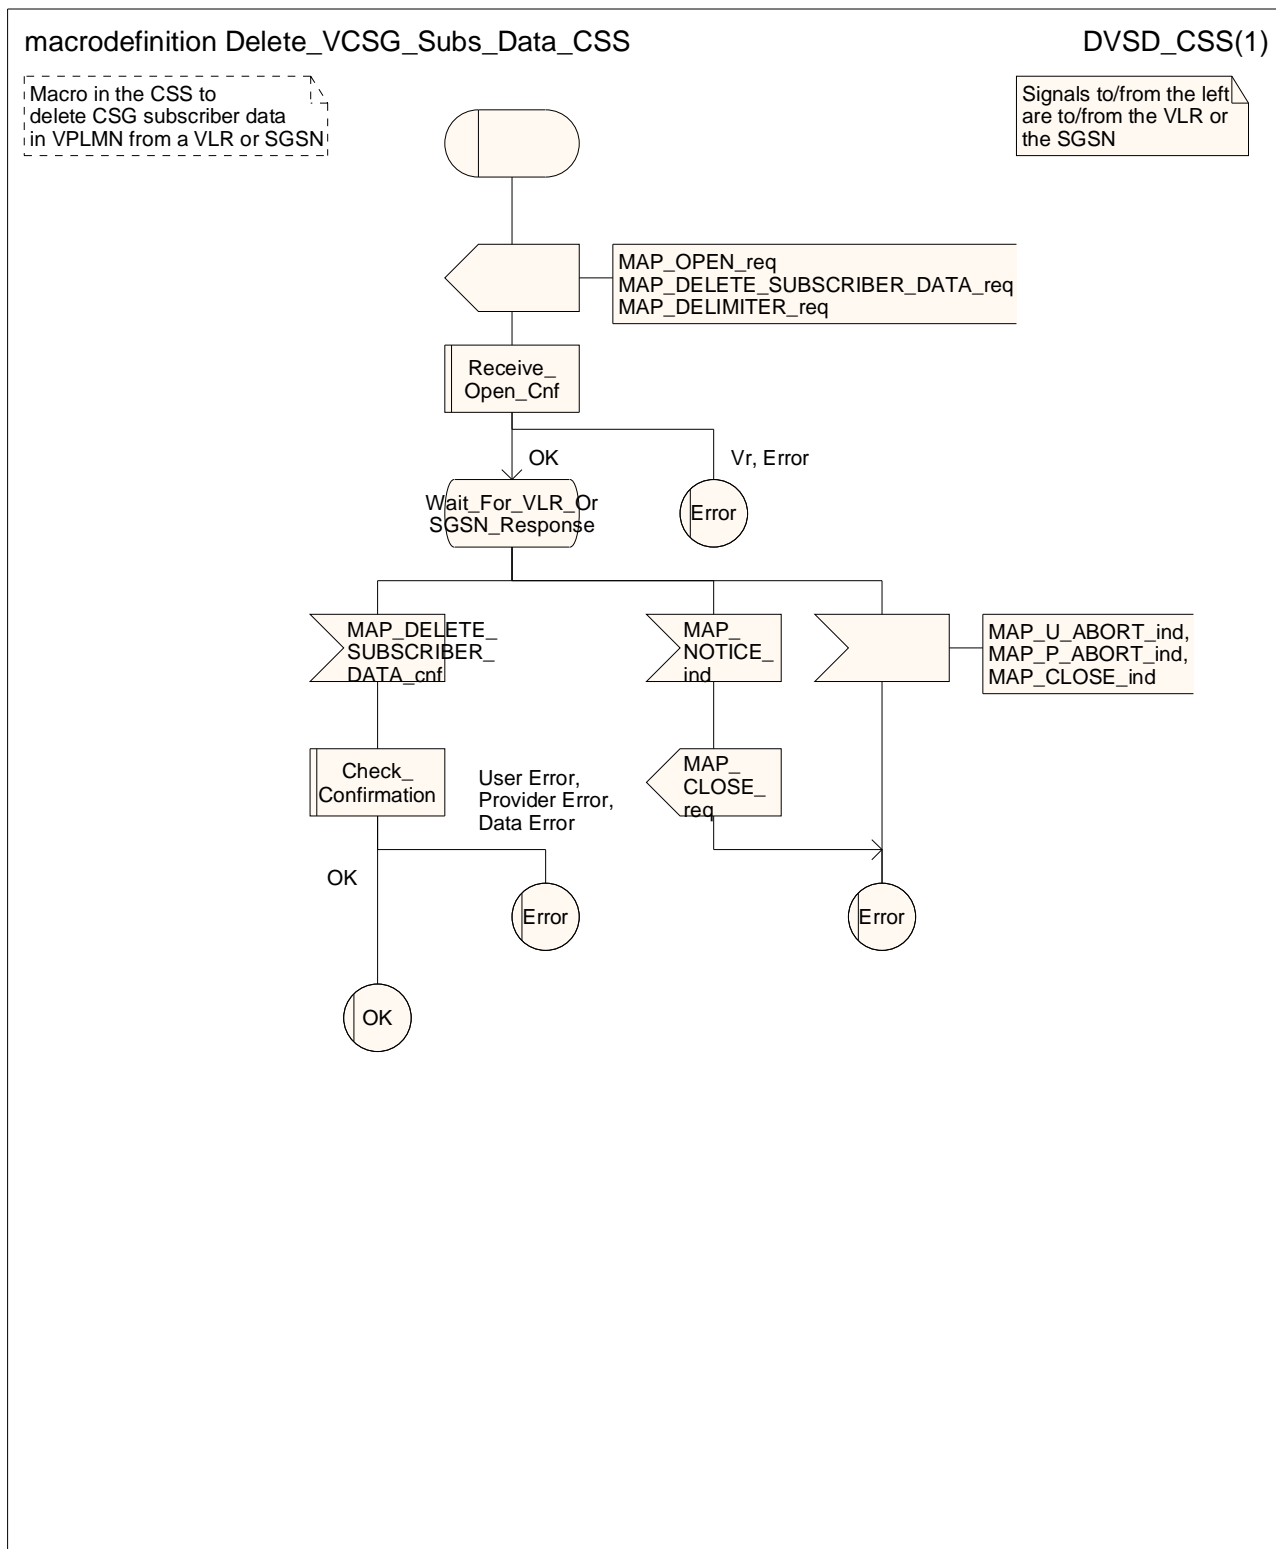 macrodefinition Delete_VCSG_Subs_Data_CSS
DVSD_CSS(1)
Macro in the CSS to
delete CSG subscriber data
in VPLMN from a VLR or SGSN
Signals to/from the left
are to/from the VLR or
the SGSN
MAP_OPEN_req
MAP_DELETE_SUBSCRIBER_DATA_req
MAP_DELIMITER_req
Receive_
Open_Cnf
OK
Vr, Error
Wait_For_VLR_Or
SGSN_Response
Error
MAP_DELETE_
SUBSCRIBER_
DATA_cnf
MAP_
NOTICE_
ind
MAP_U_ABORT_ind,
MAP_P_ABORT_ind,
MAP_CLOSE_ind
Check_
Confirmation
User Error,
Provider Error,
Data Error
MAP_
CLOSE_
req
OK
Error
Error
OK